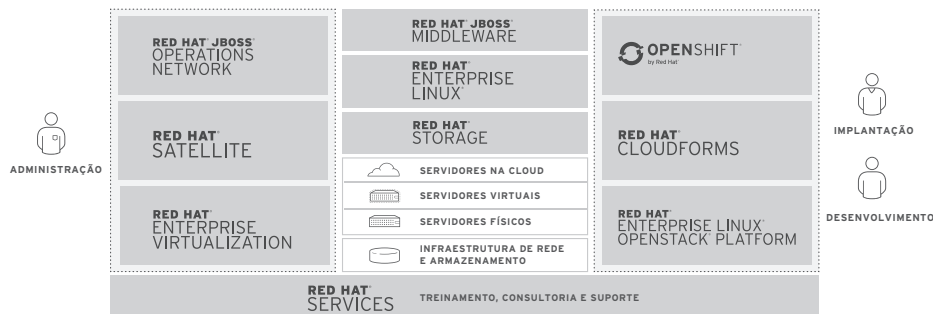 ADMINISTRAÇÃO
RED HAT® JBOSS®
OPERATIONS
NETWORK
RED HAT®
SATELLITE
RED HAT®
ENTERPRISE
VIRTUALIZATION
RED HAT® JBOSS®
MIDDLEWARE
RED HAT®
ENTERPRISE
LINUX®
RED HAT®
STORAGE
SERVIDORES NA CLOUD
SERVIDORES VIRTUAIS
SERVIDORES FÍSICOS
INFRAESTRUTURA DE REDE
E ARMAZENAMENTO
OPENSHIFT®
by Red Hat®
RED HAT®
CLOUDFORMS
RED HAT®
ENTERPRISE LINUX®
OPENSTACK® PLATFORM
IMPLANTAÇÃO
DESENVOLVIMENTO
RED HAT®
SERVICES
TREINAMENTO, CONSULTORIA E SUPORTE